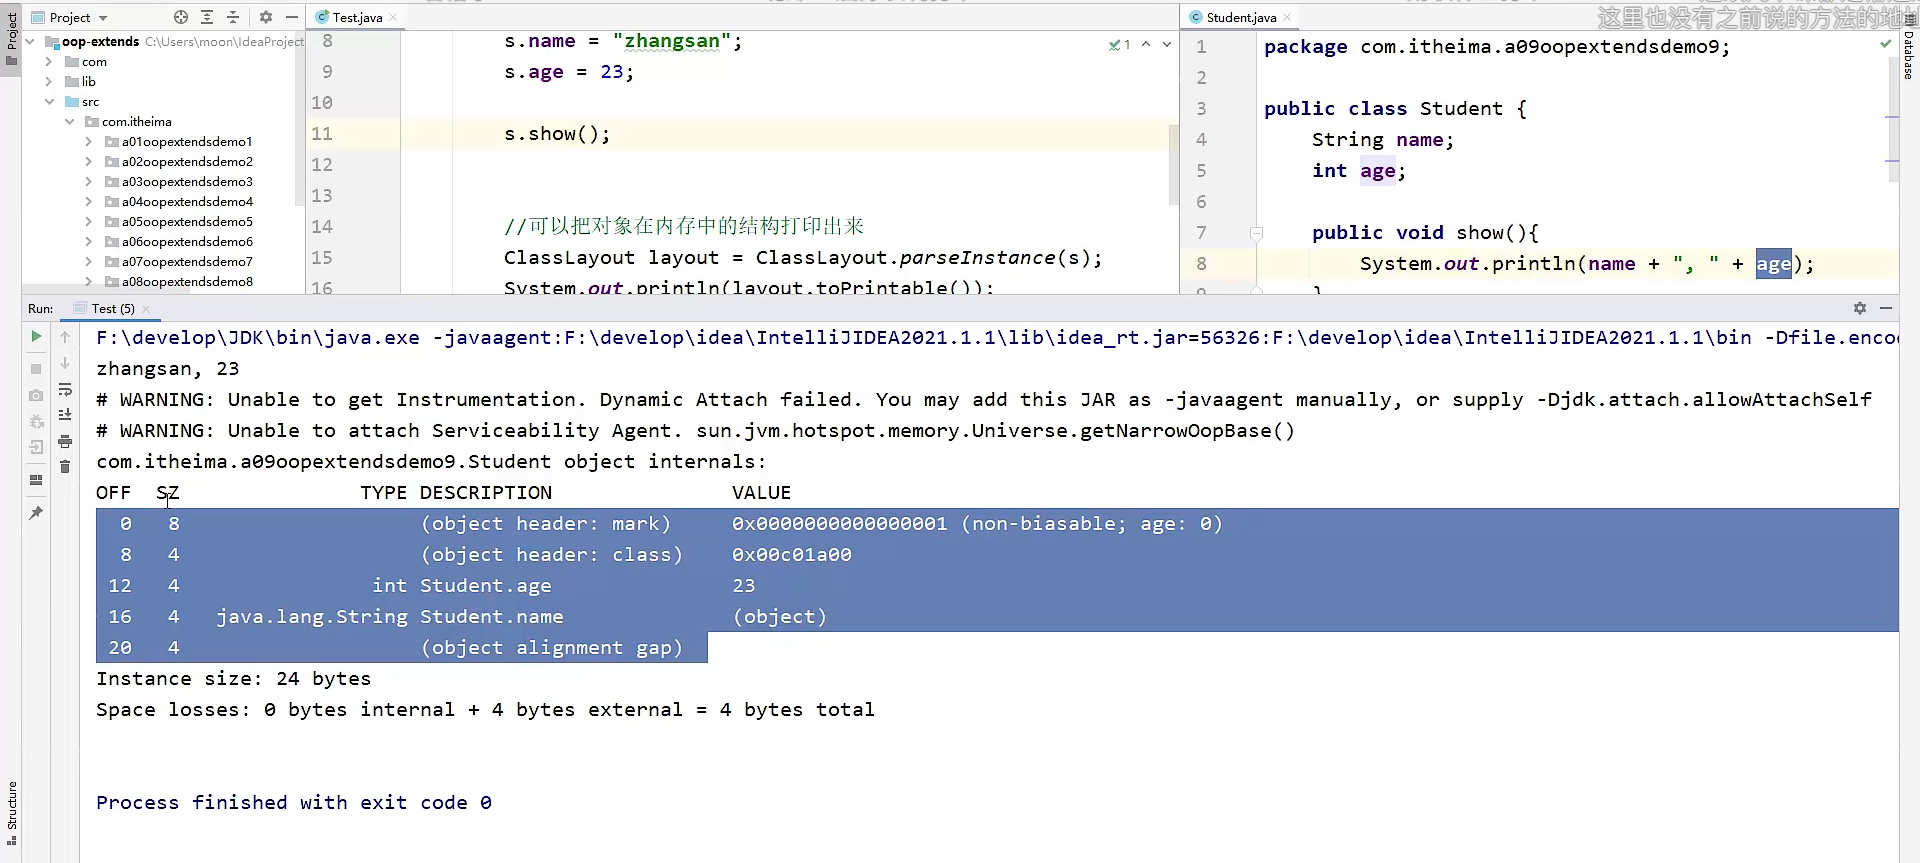 Project
Test.java
Student.java
这里也没有之前说的方法的地
Project
Database
Structure
oop-extends C:\Users\moon\IdeaProject
com
lib
src
com.itheima
a01oopextendsdemo1
a02oopextendsdemo2
a03oopextendsdemo3
a04oopextendsdemo4
a05oopextendsdemo5
a06oopextendsdemo6
a07oopextendsdemo7
a08oopextendsdemo8
8 s.name = "zhangsan";
9 s.age = 23;
10
11 s.show();
12
13
14 //可以把对象在内存中的结构打印出来
15 ClassLayout layout = ClassLayout.parseInstance(s);
16 System.out.println(layout.toPrintable());
1
1 package com.itheima.a09oopextendsdemo9;
2
3 public class Student {
4 String name;
5 int age;
6
7 public void show(){
8 System.out.println(name + ", " + age);
9 }
Run: Test (5)
F:\develop\JDK\bin\java.exe -javaagent:F:\develop\idea\IntelliJIDEA2021.1.1\lib\idea_rt.jar=56326:F:\develop\idea\IntelliJIDEA2021.1.1\bin -Dfile.enco
zhangsan, 23
# WARNING: Unable to get Instrumentation. Dynamic Attach failed. You may add this JAR as -javaagent manually, or supply -Djdk.attach.allowAttachSelf
# WARNING: Unable to attach Serviceability Agent. sun.jvm.hotspot.memory.Universe.getNarrowOopBase()
com.itheima.a09oopextendsdemo9.Student object internals:
OFF SZ TYPE DESCRIPTION VALUE
0 8 (object header: mark) 0x0000000000000001 (non-biasable; age: 0)
8 4 (object header: class) 0x00c01a00
12 4 int Student.age 23
16 4 java.lang.String Student.name (object)
20 4 (object alignment gap)
Instance size: 24 bytes
Space losses: 0 bytes internal + 4 bytes external = 4 bytes total
Process finished with exit code 0